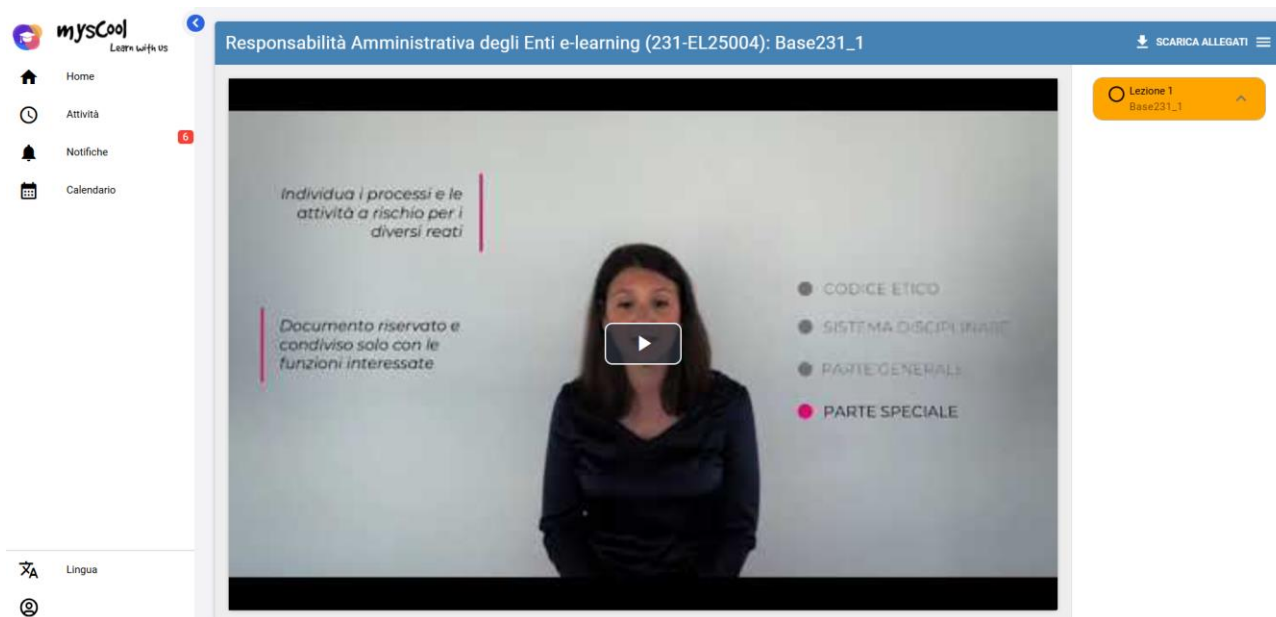 mysCool
Learn with us
Home
Attività
6
Notifiche
Calendario
Lingua
Responsabilità Amministrativa degli Enti e-learning (231-EL25004): Base231_1
SCARICA ALLEGATI
Individua i processi e le
attività a rischio per i
diversi reati
Documento riservato e
condiviso solo con le
funzioni interessate
CODICE ETICO
SISTEMA DISCIPLINARE
PARTE GENERALE
PARTE SPECIALE
Lezione 1
Base231_1